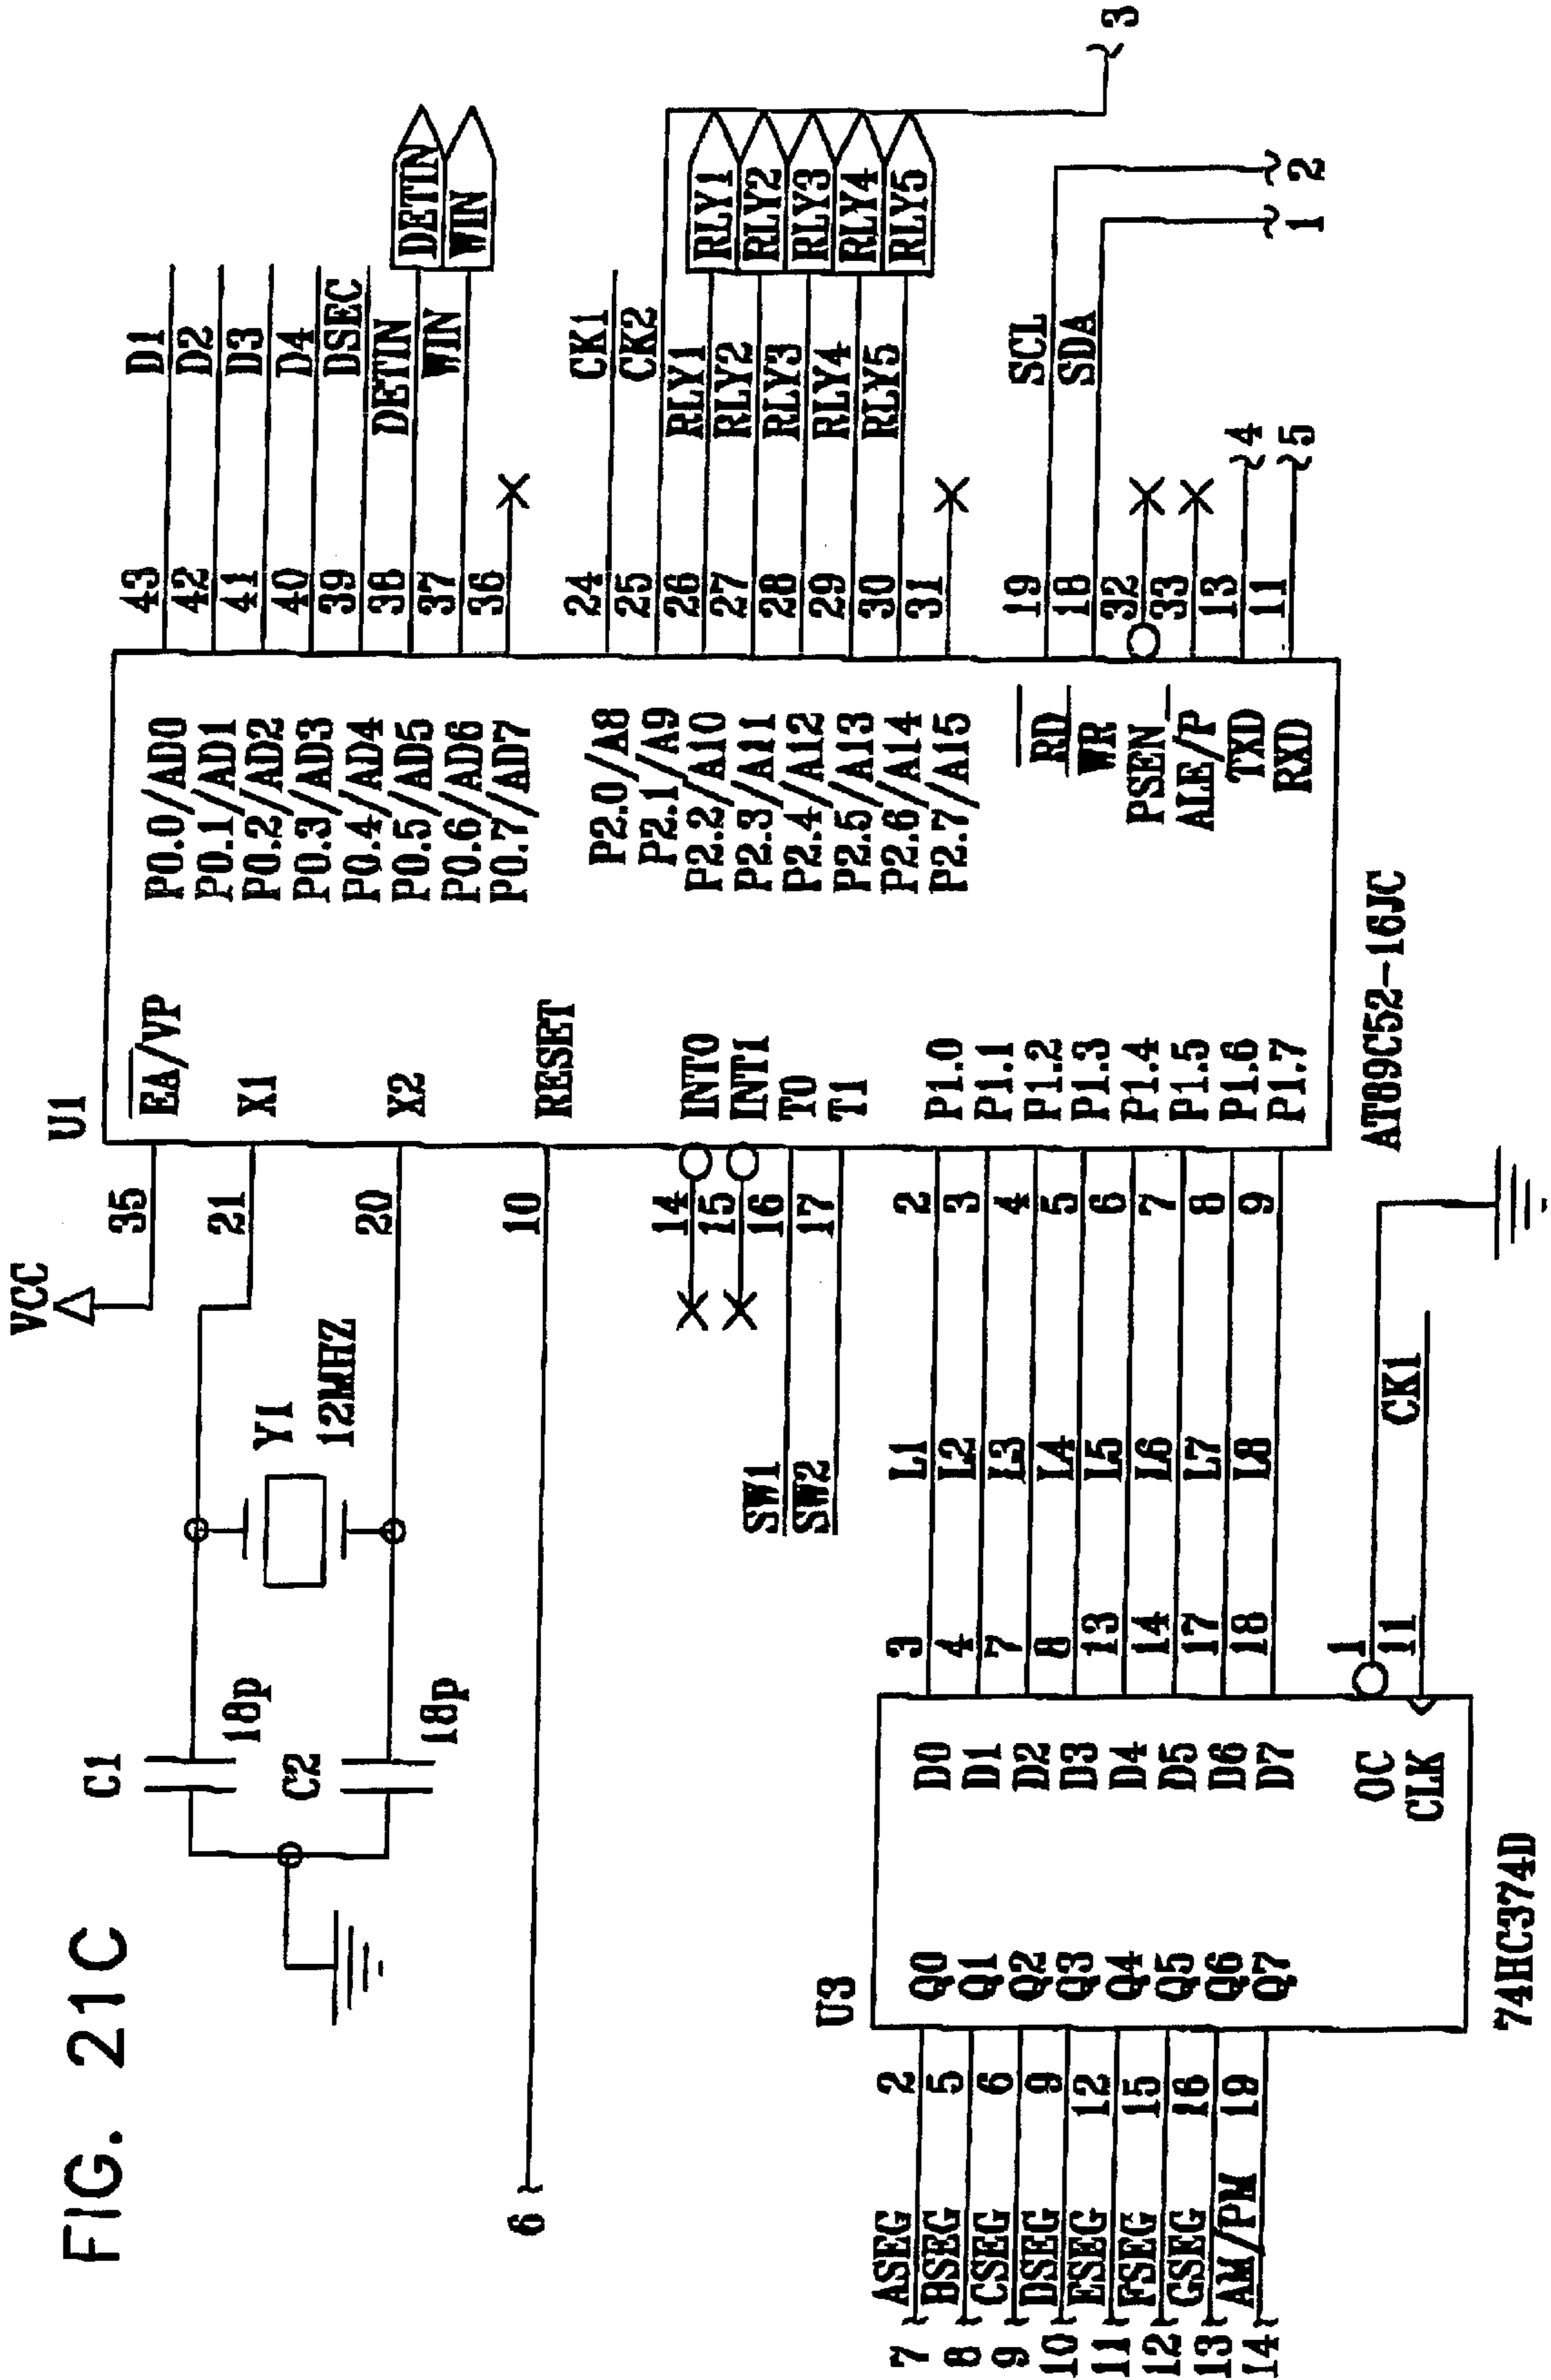 FIG. 21C
VCC
U1
35
EA/VP
21
X1
20
X2
10
RESET
C1
18p
C2
18p
Y1
12MHZ
6
14
INT0
15
INT1
SW1
16
T0
SW2
17
T1
L1
2
P1.0
L2
3
P1.1
L3
4
P1.2
L4
5
P1.3
L5
6
P1.4
L6
7
P1.5
L7
8
P1.6
L8
9
P1.7
P0.0/AD0
43
D1
P0.1/AD1
42
D2
P0.2/AD2
41
D3
P0.3/AD3
40
D4
P0.4/AD4
39
DSEC
P0.5/AD5
38
DETIN
DETIN
P0.6/AD6
37
WIN
WIN
P0.7/AD7
36
P2.0/A8
24
CK1
P2.1/A9
25
CK2
3
P2.2/A10
26
RLY1
RLY1
P2.3/A11
27
RLY2
RLY2
P2.4/A12
28
RLY3
RLY3
P2.5/A13
29
RLY4
RLY4
P2.6/A14
30
RLY5
RLY5
P2.7/A15
31
RD
19
SCL
2
WR
18
SDA
1
PSEN
32
ALE/P
33
TXD
13
4
RXD
11
5
AT89C52-16JC
U3
7
ASEG
2
Q0
D0
3
8
BSEG
5
Q1
D1
4
9
CSEG
6
Q2
D2
7
10
DSEG
9
Q3
D3
8
11
ESEG
12
Q4
D4
13
12
FSEG
15
Q5
D5
14
13
GSEG
16
Q6
D6
17
14
AM/PM
19
Q7
D7
18
OC
1
CLK
11
CK1
74HC374D